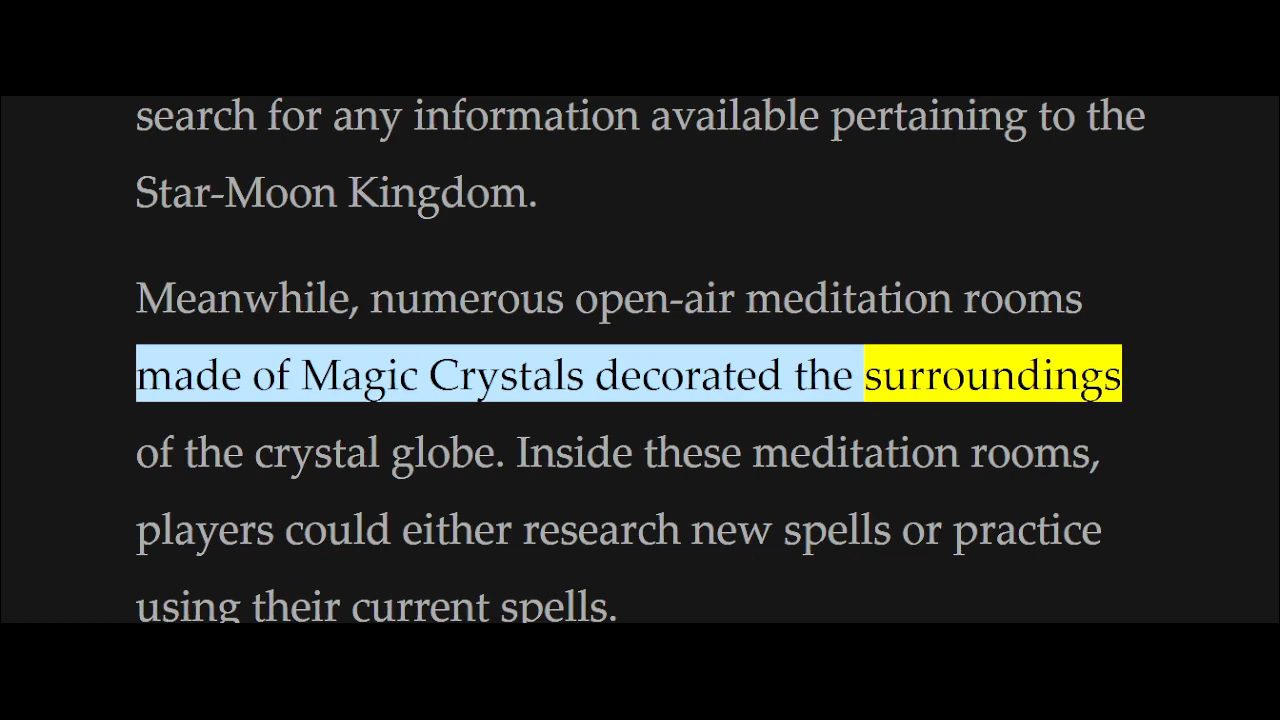 search for any information available pertaining to the
Star-Moon Kingdom.
Meanwhile, numerous open-air meditation rooms
made of Magic Crystals decorated the surroundings
of the crystal globe. Inside these meditation rooms,
players could either research new spells or practice
using their current spells.